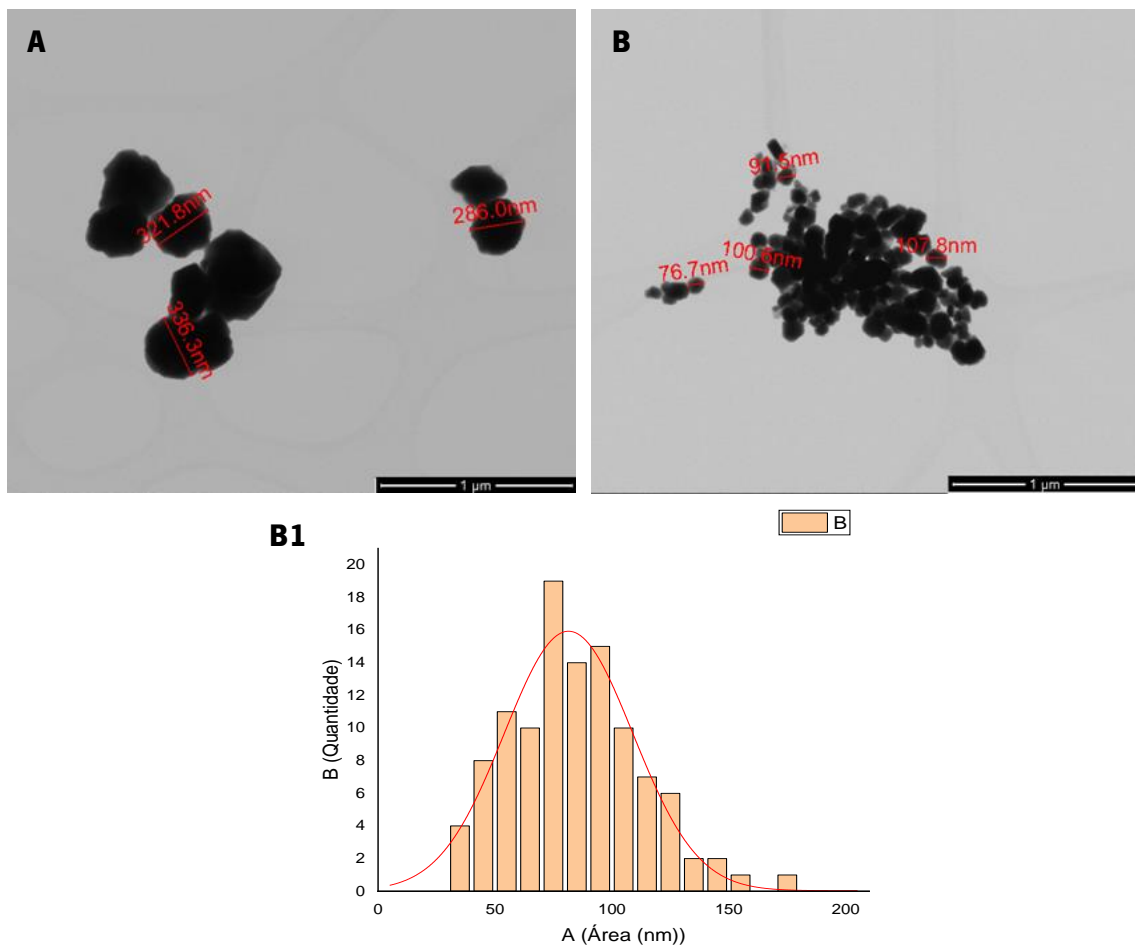 A
321.8nm
286.0nm
336.3nm
1 µm
B
91.5nm
100.6nm
107.8nm
76.7nm
1 µm
B1
B
20
18
16
14
12
10
8
6
4
2
0
B (Quantidade)
0 50 100 150 200
A (Área (nm))